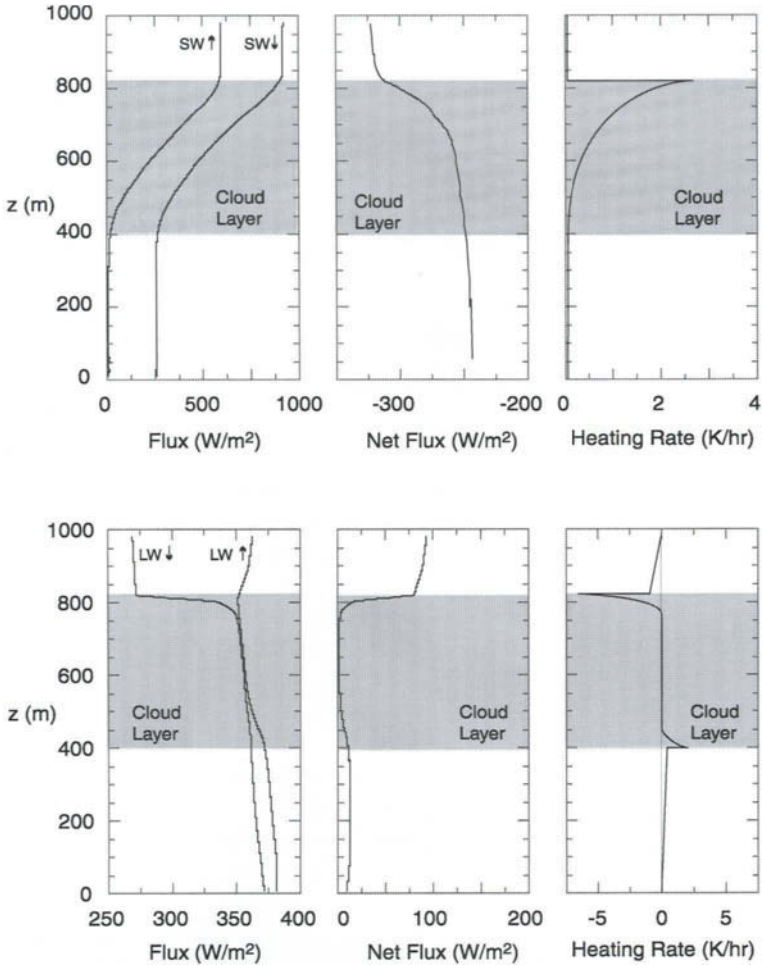 1000
800
600
400
200
0
z (m)
SW↑
SW↓
Cloud
Layer
0
500
1000
Flux (W/m²)
Cloud
Layer
-300
-200
Net Flux (W/m²)
Cloud
Layer
0
2
4
Heating Rate (K/hr)
1000
800
600
400
200
0
z (m)
LW↓
LW↑
Cloud
Layer
250
300
350
400
Flux (W/m²)
Cloud
Layer
0
100
200
Net Flux (W/m²)
Cloud
Layer
-5
0
5
Heating Rate (K/hr)